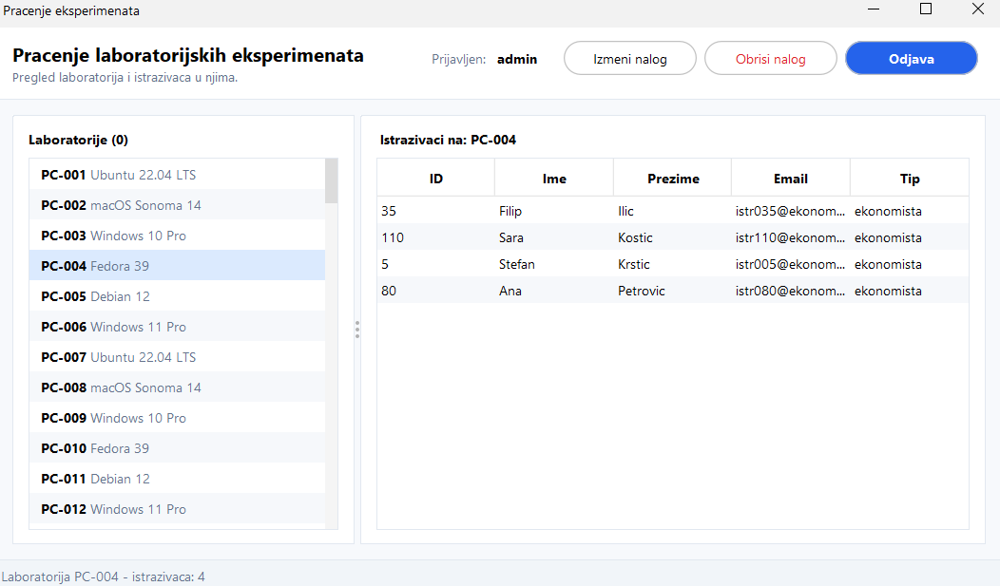 Pracenje eksperimenata
Pracenje laboratorijskih eksperimenata
Pregled laboratorija i istrazivaca u njima.
Prijavljen: admin
Izmeni nalog
Obrisi nalog
Odjava
Laboratorije (0)
PC-001 Ubuntu 22.04 LTS
PC-002 macOS Sonoma 14
PC-003 Windows 10 Pro
PC-004 Fedora 39
PC-005 Debian 12
PC-006 Windows 11 Pro
PC-007 Ubuntu 22.04 LTS
PC-008 macOS Sonoma 14
PC-009 Windows 10 Pro
PC-010 Fedora 39
PC-011 Debian 12
PC-012 Windows 11 Pro
Istrazivaci na: PC-004
ID Ime Prezime Email Tip
35 Filip Ilic istr035@ekonom... ekonomista
110 Sara Kostic istr110@ekonom... ekonomista
5 Stefan Krstic istr005@ekonom... ekonomista
80 Ana Petrovic istr080@ekonom... ekonomista
Laboratorija PC-004 - istrazivaca: 4